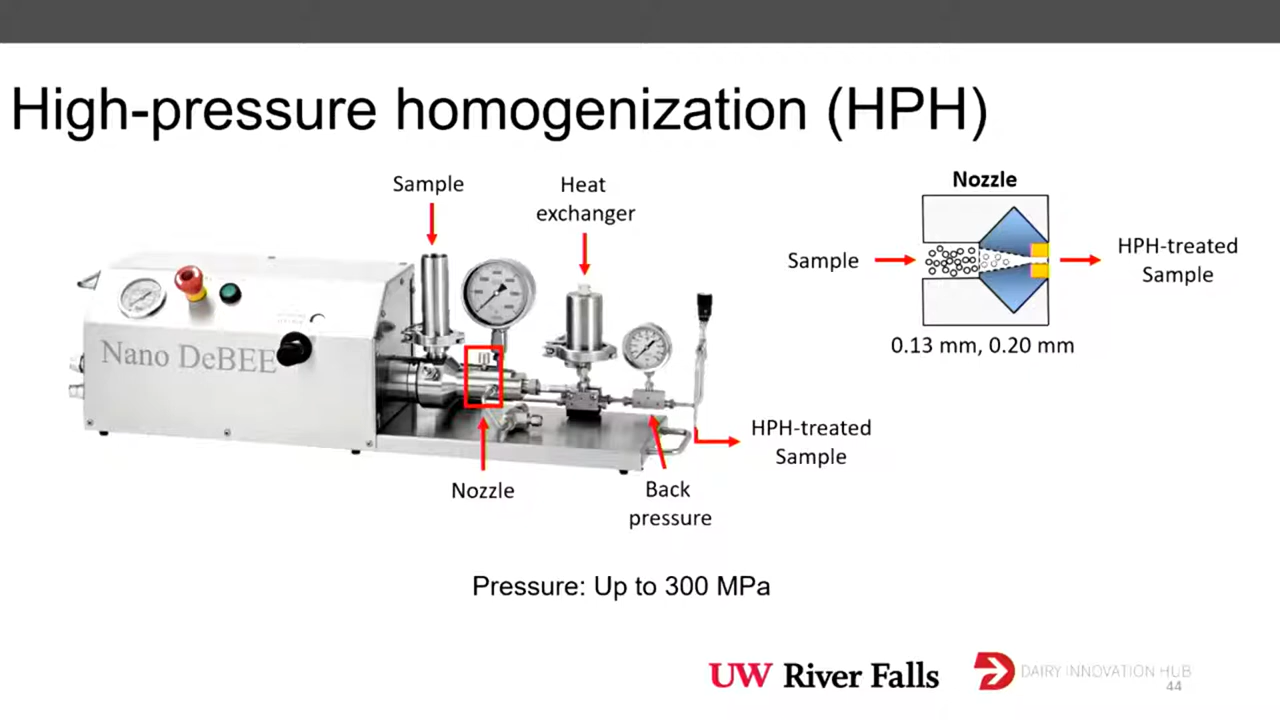 High-pressure homogenization (HPH)
Sample
Heat
exchanger
Nano DeBEE
Nozzle
Back
pressure
HPH-treated
Sample
Nozzle
Sample
HPH-treated
Sample
0.13 mm, 0.20 mm
Pressure: Up to 300 MPa
UW River Falls
DAIRY INNOVATION HUB
44